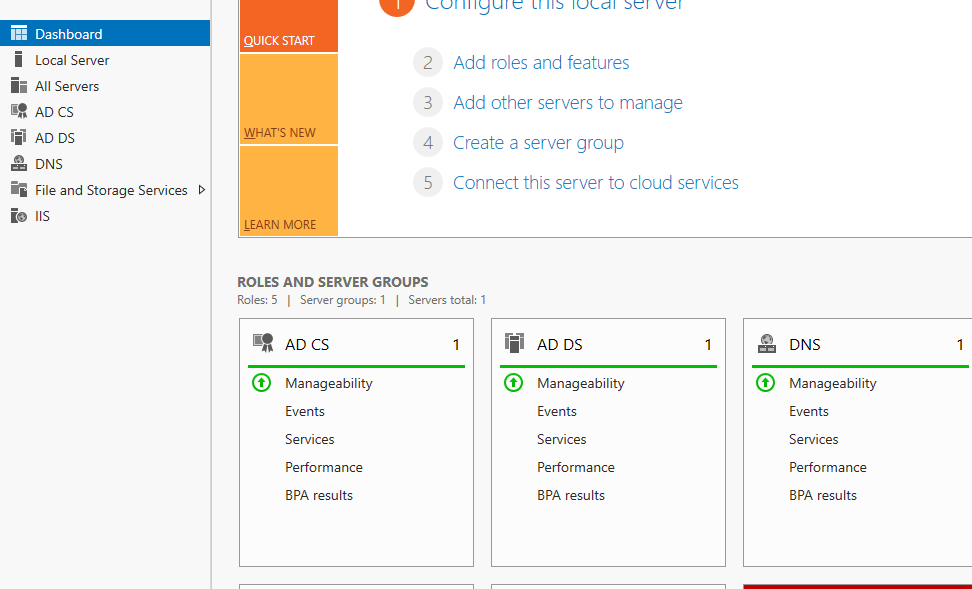 Dashboard
Local Server
All Servers
AD CS
AD DS
DNS
File and Storage Services
IIS
1 Configure this local server
QUICK START
2 Add roles and features
3 Add other servers to manage
WHAT'S NEW
4 Create a server group
5 Connect this server to cloud services
LEARN MORE
ROLES AND SERVER GROUPS
Roles: 5 | Server groups: 1 | Servers total: 1
AD CS 1
Manageability
Events
Services
Performance
BPA results
AD DS 1
Manageability
Events
Services
Performance
BPA results
DNS 1
Manageability
Events
Services
Performance
BPA results